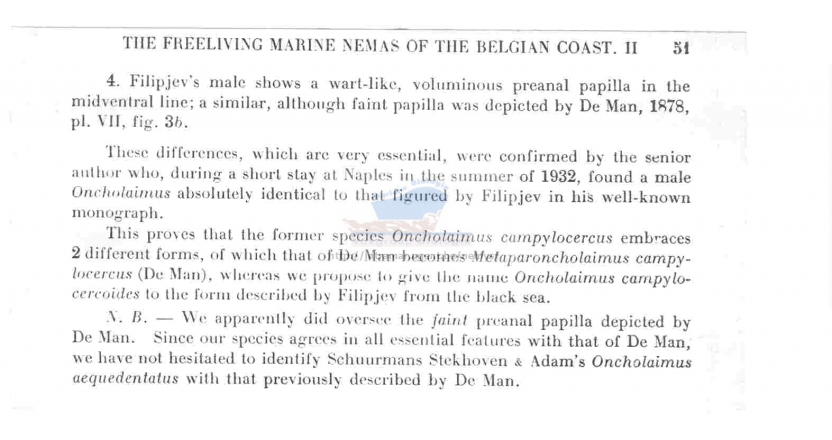 THE FREELIVING MARINE NEMAS OF THE BELGIAN COAST. II 51
4. Filipjev's male shows a wart-like, voluminous preanal papilla in the
midventral line; a similar, although faint papilla was depicted by De Man, 1878,
pl. VII, fig. 3b.
These differences, which are very essential, were confirmed by the senior
author who, during a short stay at Naples in the summer of 1932, found a male
Oncholaimus absolutely identical to that figured by Filipjev in his well-known
monograph.
This proves that the former species Oncholaimus campylocercus embraces
2 different forms, of which that of De Man becomes Metaparoncholaimus campy-
locercus (De Man), whereas we propose to give the name Oncholaimus campylo-
cercoides to the form described by Filipjev from the black sea.
N. B. — We apparently did oversee the faint preanal papilla depicted by
De Man. Since our species agrees in all essential features with that of De Man,
we have not hesitated to identify Schuurmans Stekhoven & Adam's Oncholaimus
aequedentatus with that previously described by De Man.